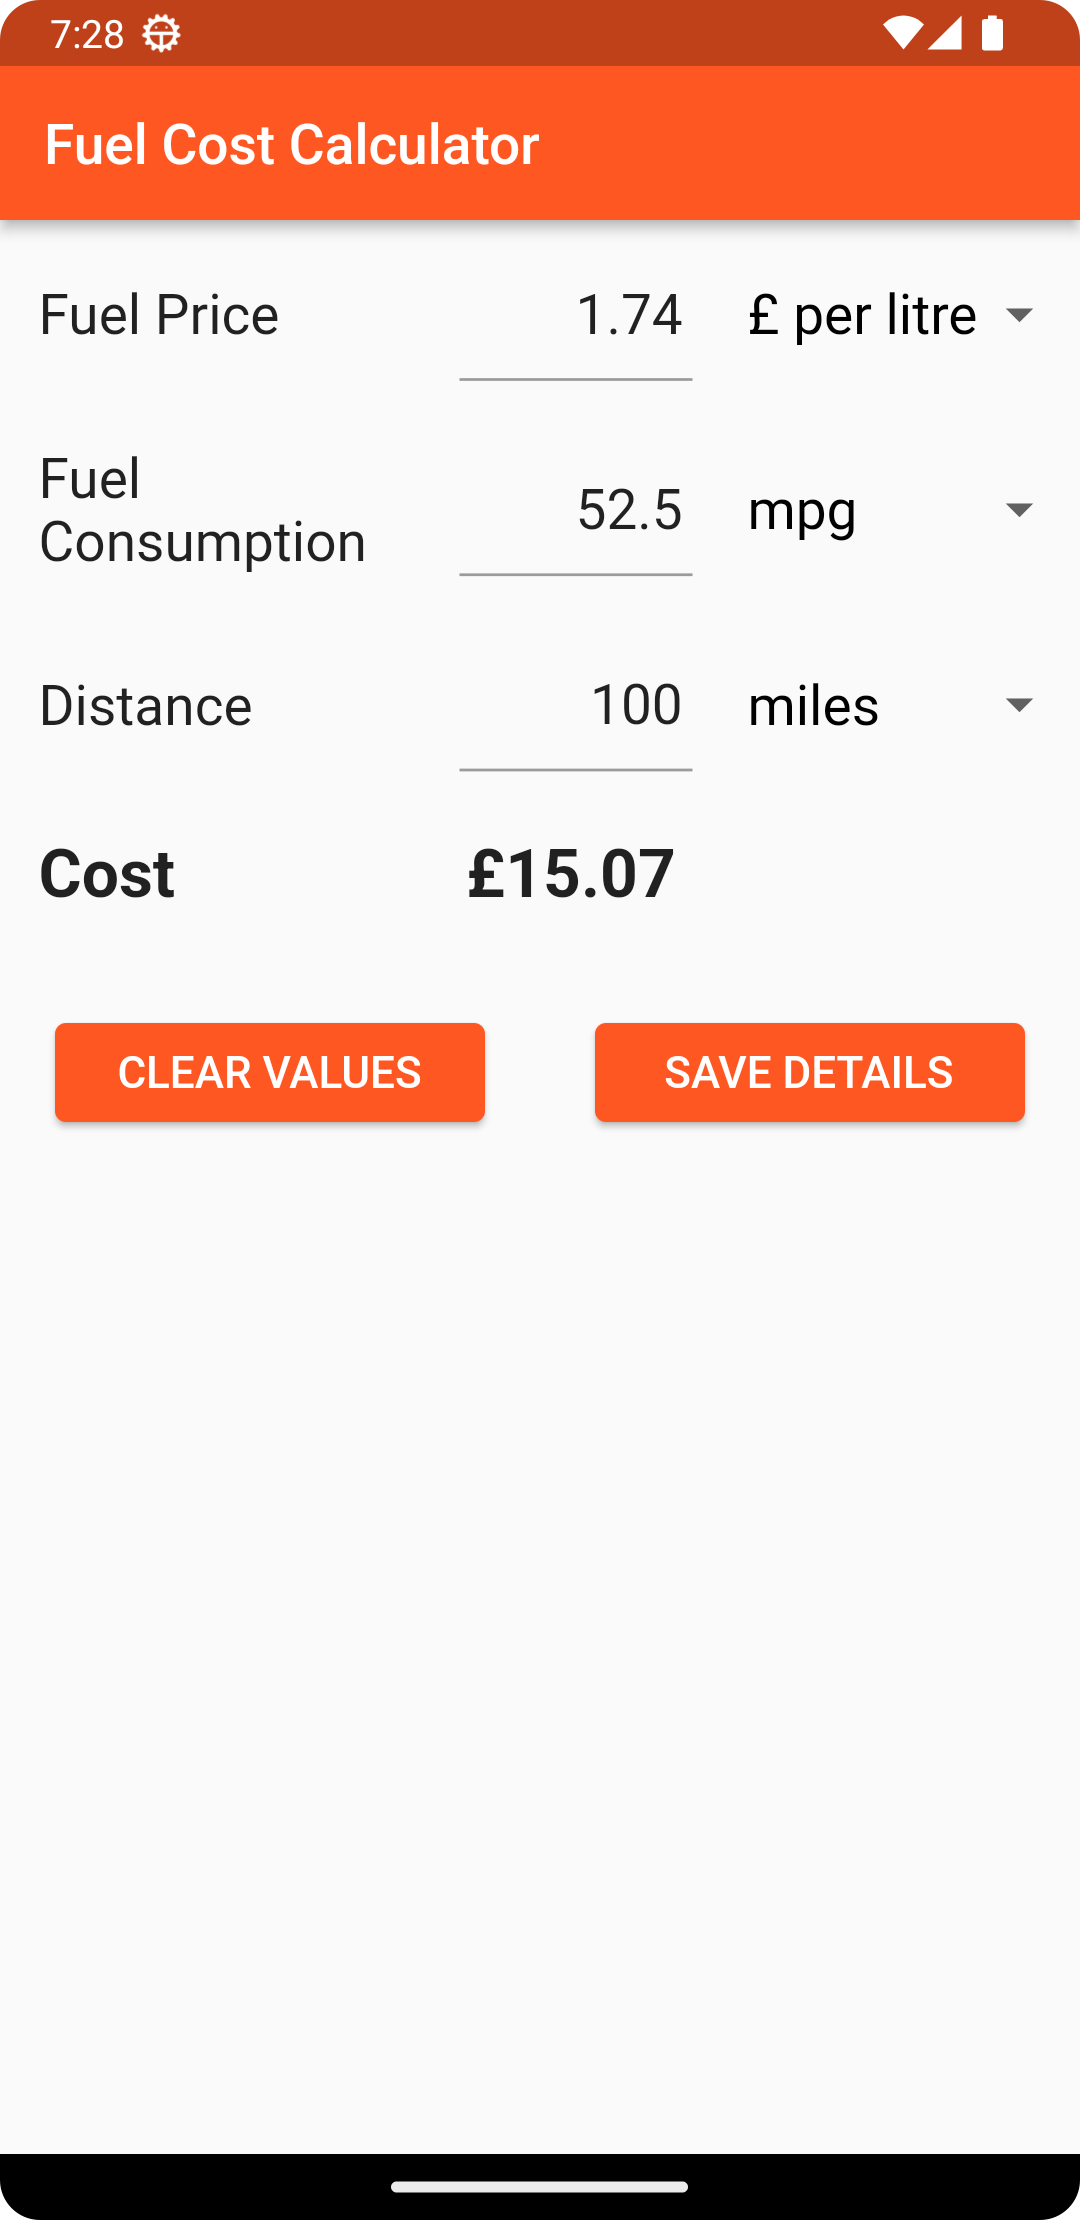 7:28
Fuel Cost Calculator
Fuel Price 1.74 £ per litre
Fuel
Consumption 52.5 mpg
Distance 100 miles
Cost £15.07
CLEAR VALUES SAVE DETAILS